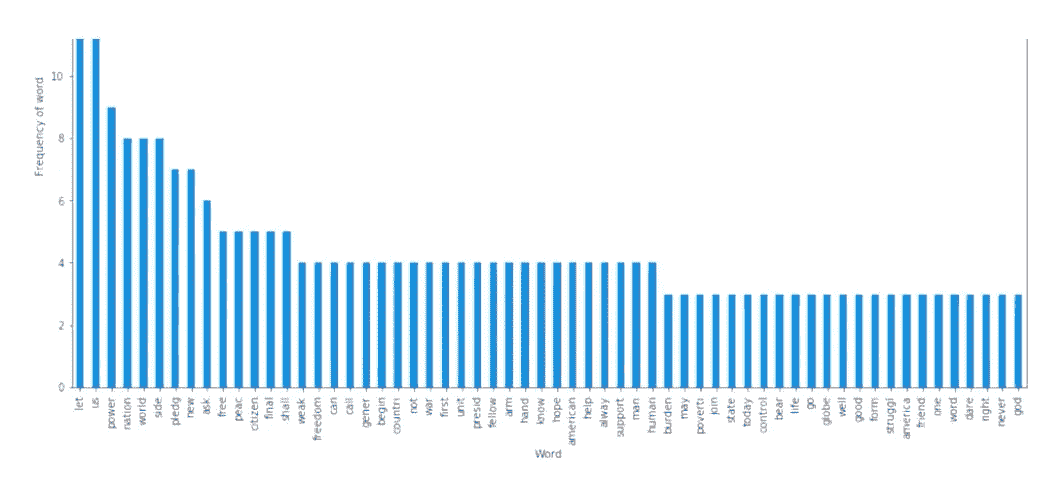 10
8
6
4
2
0
Frequency of word
let us power nation world side pledg new ask free peac citizen final shall weak freedom can call gener begin countri not war first unit presid fellow arm hand know hope american help alway support man human burden may poverti join state today control bear life go globe well good form struggl america friend one word dare right never god
Word